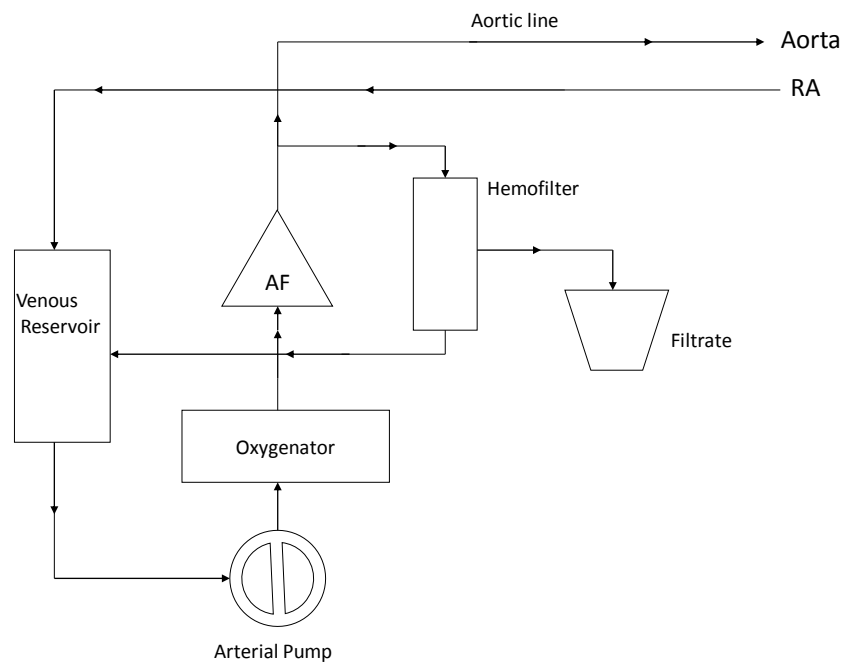 Aortic line
Aorta
RA
Hemofilter
AF
Venous
Reservoir
Filtrate
Oxygenator
Arterial Pump